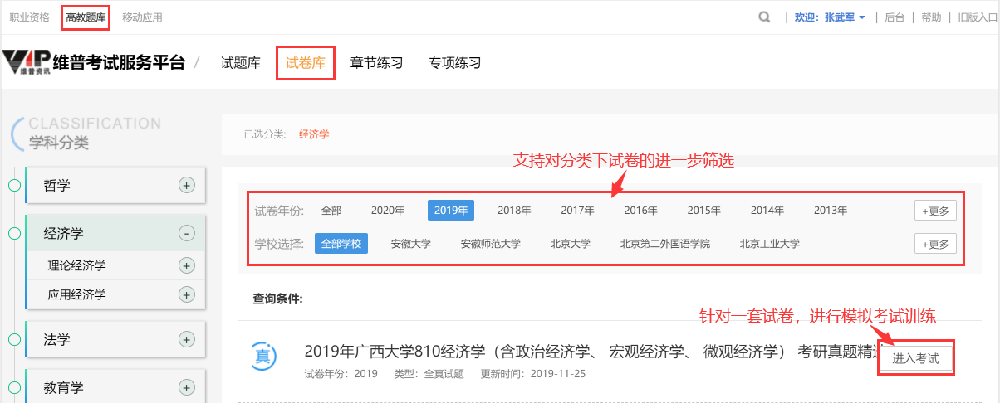 职业资格 高教题库 移动应用 | 欢迎：张武军 | 后台 | 帮助 | 旧版入口
VIP 维普资讯 维普考试服务平台 / 试题库 试卷库 章节练习 专项练习
CLASSIFICATION
学科分类
哲学 +
经济学 -
理论经济学 +
应用经济学 +
法学 +
教育学 +
已选分类: 经济学
支持对分类下试卷的进一步筛选
试卷年份: 全部 2020年 2019年 2018年 2017年 2016年 2015年 2014年 2013年 +更多
学校选择: 全部学校 安徽大学 安徽师范大学 北京大学 北京第二外国语学院 北京工业大学 +更多
查询条件:
针对一套试卷，进行模拟考试训练
真 2019年广西大学810经济学（含政治经济学、 宏观经济学、 微观经济学） 考研真题精 进入考试
试卷年份：2019 类型：全真试题 更新时间：2019-11-25